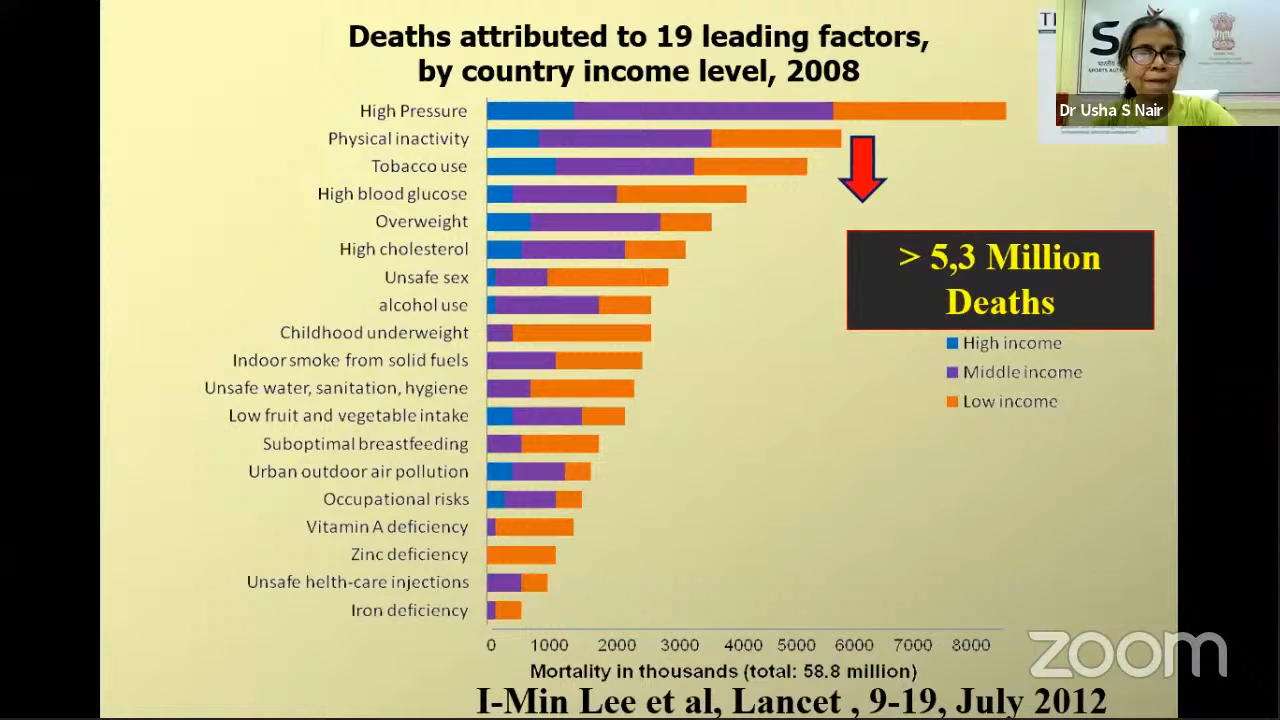 Deaths attributed to 19 leading factors,
by country income level, 2008
High Pressure
Physical inactivity
Tobacco use
High blood glucose
Overweight
High cholesterol
Unsafe sex
alcohol use
Childhood underweight
Indoor smoke from solid fuels
Unsafe water, sanitation, hygiene
Low fruit and vegetable intake
Suboptimal breastfeeding
Urban outdoor air pollution
Occupational risks
Vitamin A deficiency
Zinc deficiency
Unsafe helth-care injections
Iron deficiency
> 5,3 Million
Deaths
High income
Middle income
Low income
0 1000 2000 3000 4000 5000 6000 7000 8000
Mortality in thousands (total: 58.8 million)
I-Min Lee et al, Lancet , 9-19, July 2012
Dr Usha S Nair
zoom